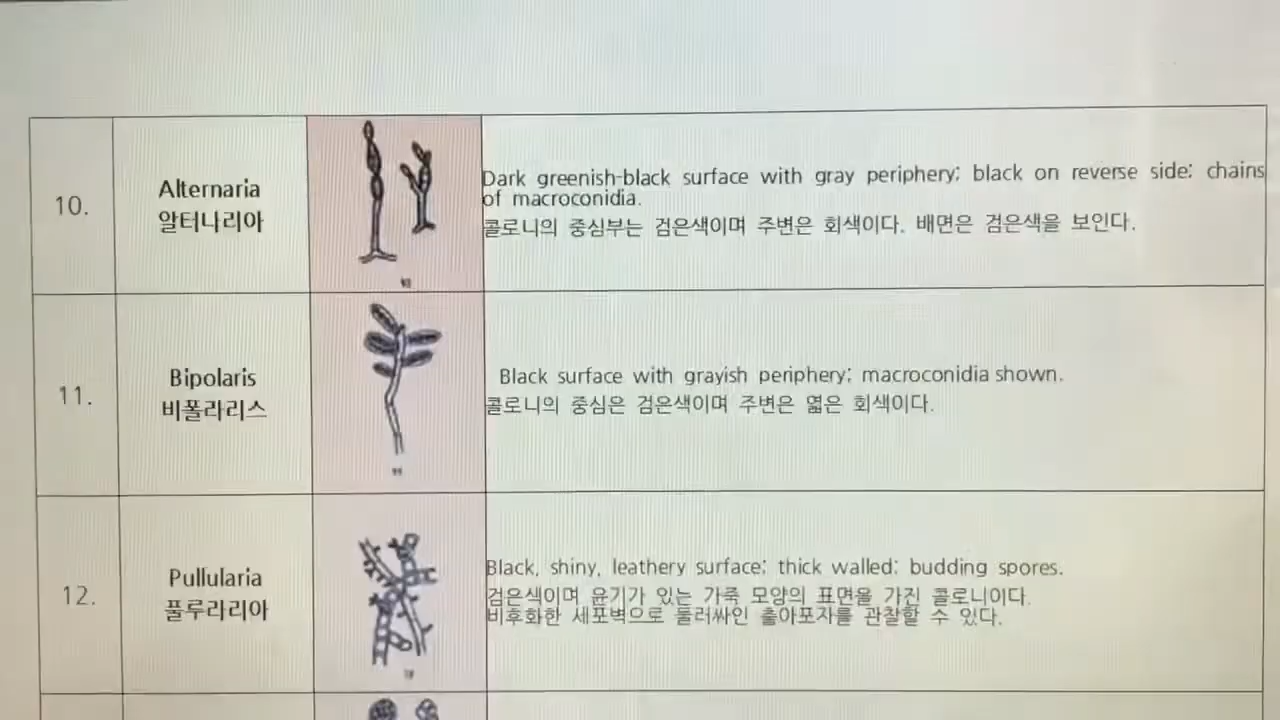 10.
Alternaria
알터나리아
Dark greenish-black surface with gray periphery; black on reverse side; chains
of macroconidia.
콜로니의 중심부는 검은색이며 주변은 회색이다. 배면은 검은색을 보인다.
11.
Bipolaris
비폴라리스
Black surface with grayish periphery; macroconidia shown.
콜로니의 중심은 검은색이며 주변은 엷은 회색이다.
12.
Pullularia
풀루라리아
Black, shiny, leathery surface; thick walled; budding spores.
검은색이며 윤기가 있는 가죽 모양의 표면을 가진 콜로니이다.
비후화한 세포벽으로 둘러싸인 출아포자를 관찰할 수 있다.